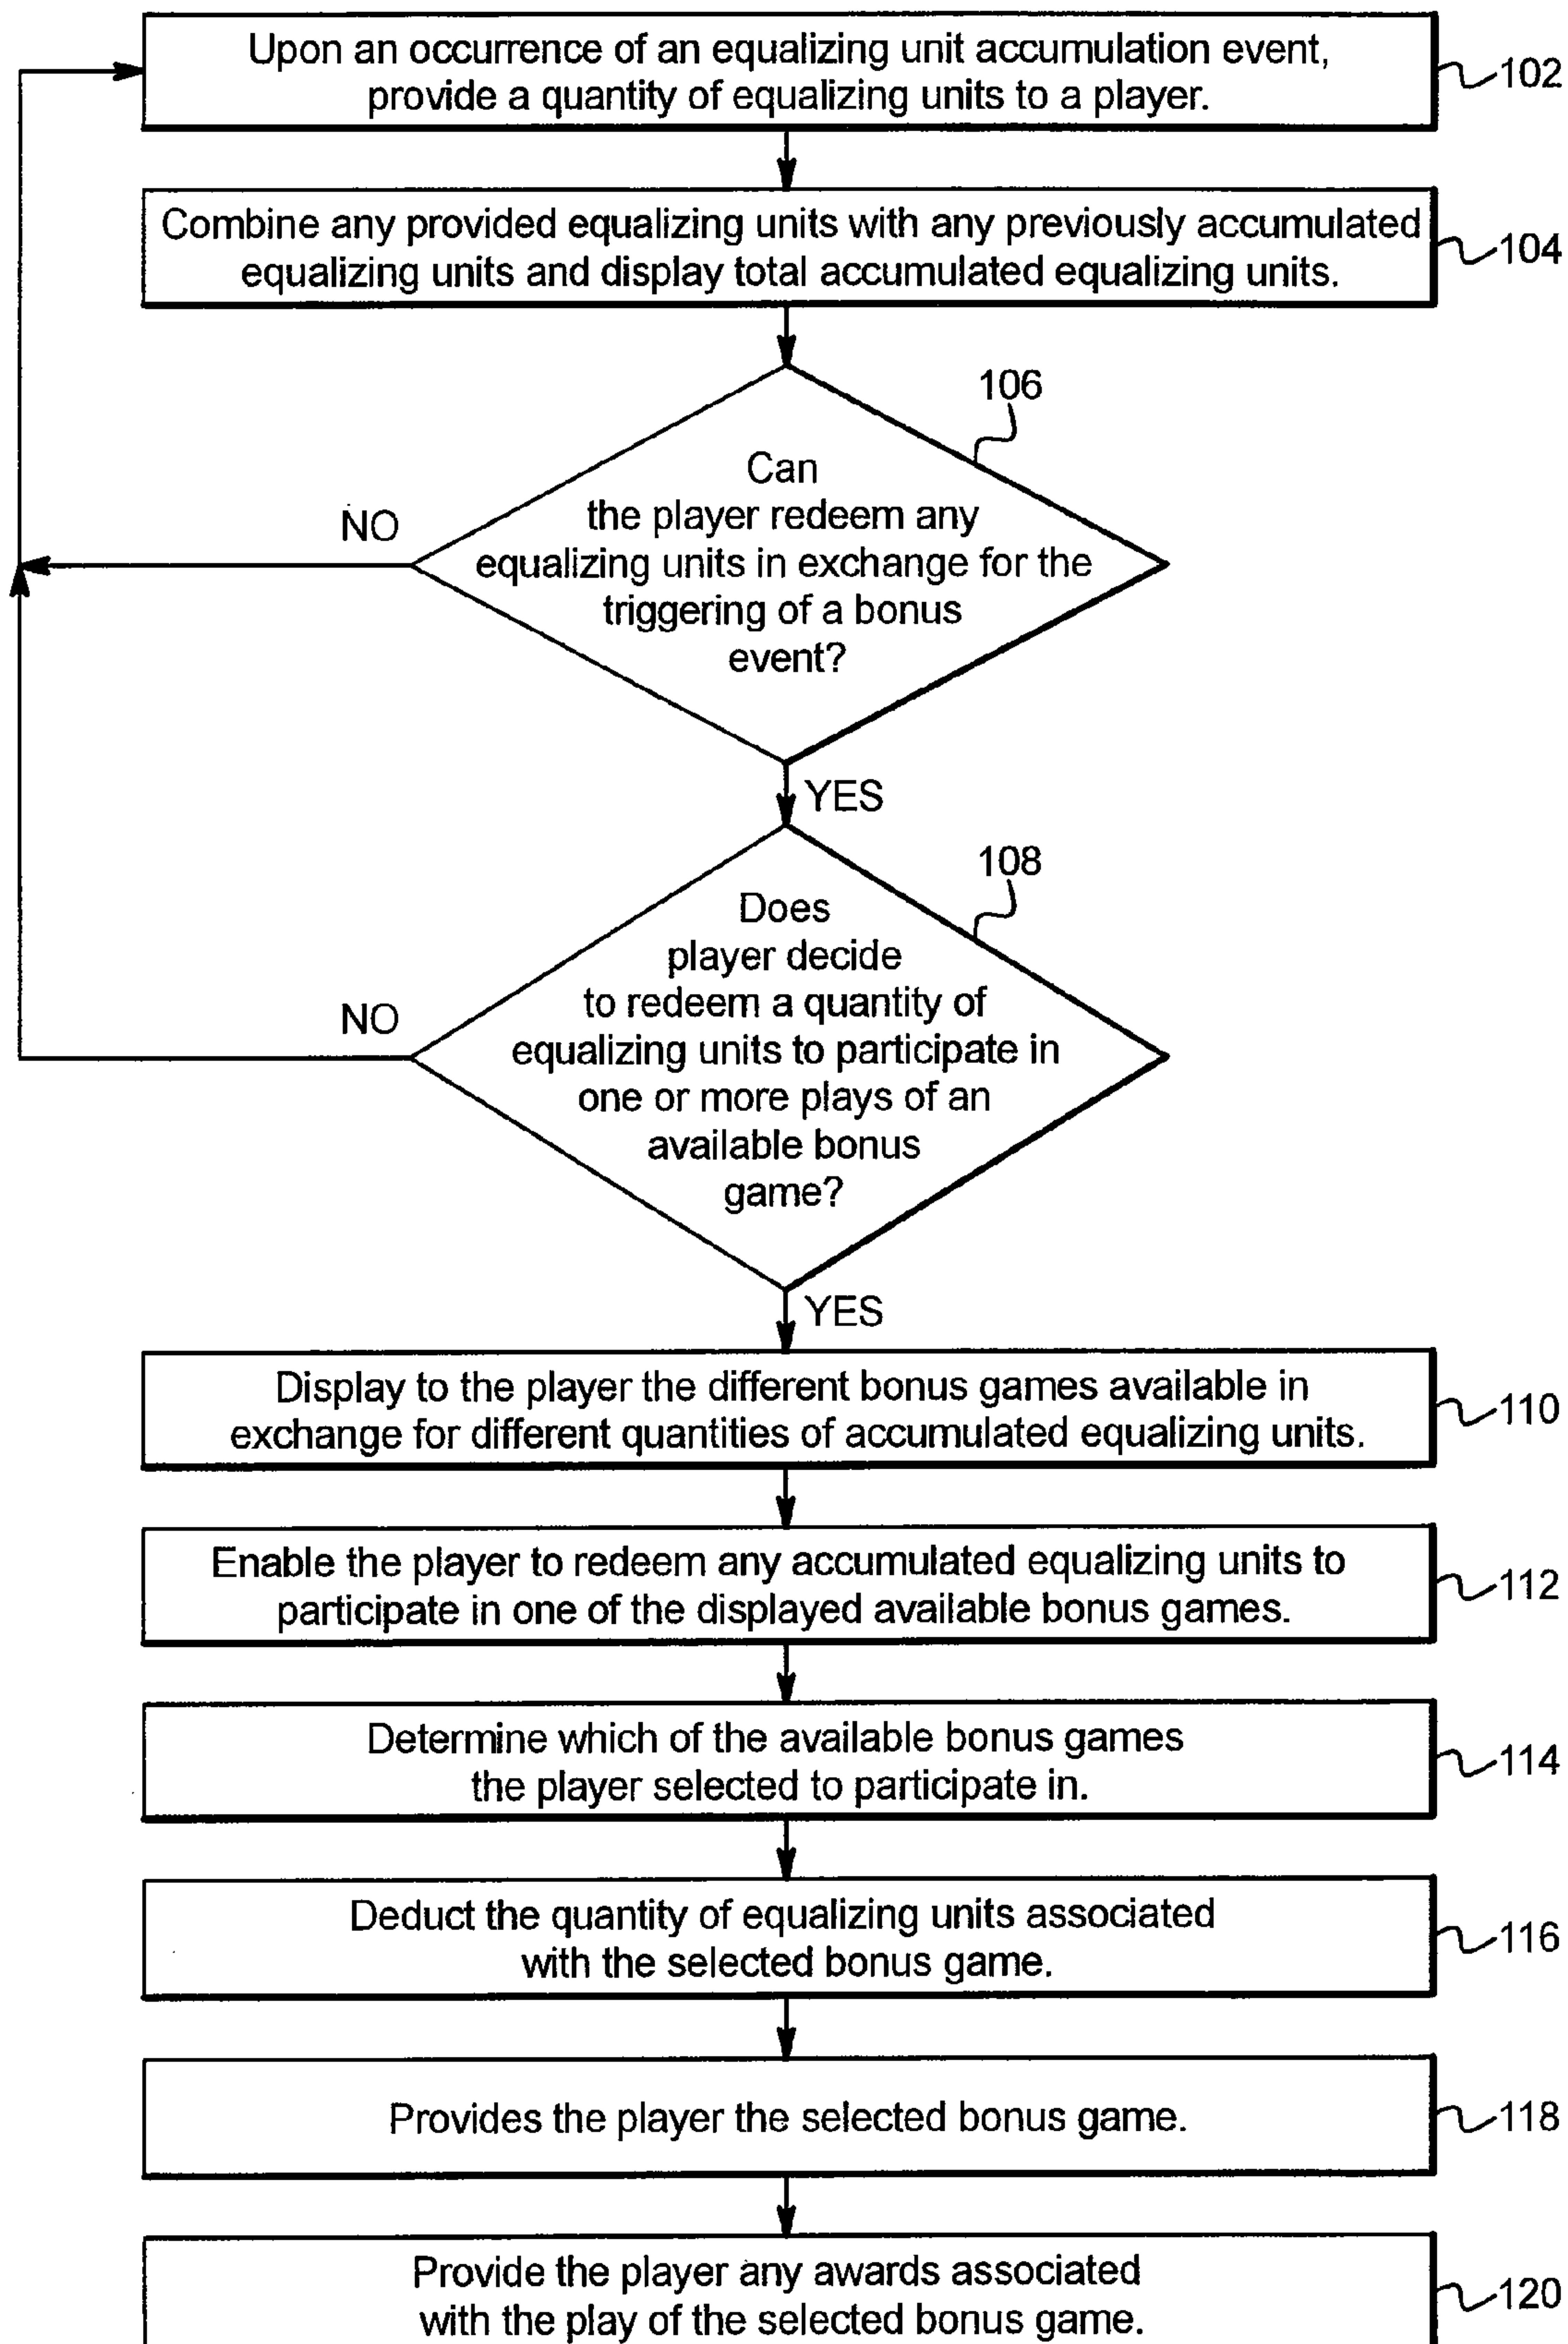 Upon an occurrence of an equalizing unit accumulation event,
provide a quantity of equalizing units to a player.
102
Combine any provided equalizing units with any previously accumulated
equalizing units and display total accumulated equalizing units.
104
106
Can
the player redeem any
equalizing units in exchange for the
triggering of a bonus
event?
NO
YES
108
Does
player decide
to redeem a quantity of
equalizing units to participate in
one or more plays of an
available bonus
game?
NO
YES
Display to the player the different bonus games available in
exchange for different quantities of accumulated equalizing units.
110
Enable the player to redeem any accumulated equalizing units to
participate in one of the displayed available bonus games.
112
Determine which of the available bonus games
the player selected to participate in.
114
Deduct the quantity of equalizing units associated
with the selected bonus game.
116
Provides the player the selected bonus game.
118
Provide the player any awards associated
with the play of the selected bonus game.
120